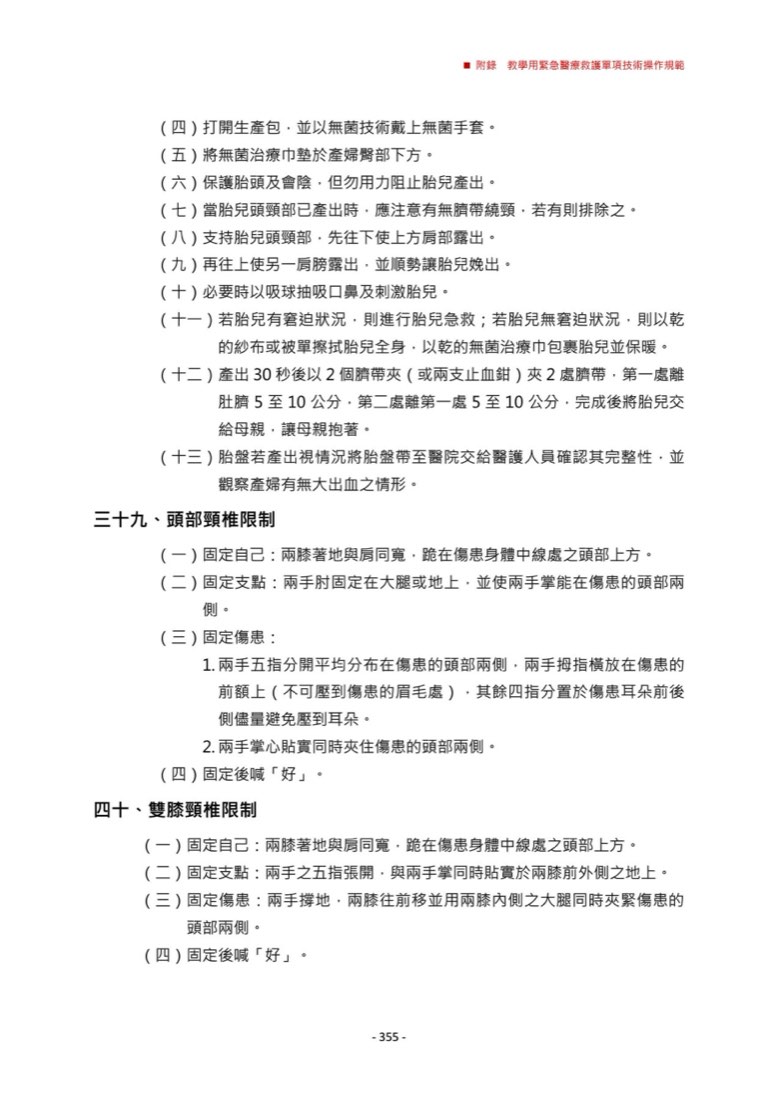 ■ 附錄　教學用緊急醫療救護單項技術操作規範
（四）打開生產包，並以無菌技術戴上無菌手套。
（五）將無菌治療巾墊於產婦臀部下方。
（六）保護胎頭及會陰，但勿用力阻止胎兒產出。
（七）當胎兒頭頸部已產出時，應注意有無臍帶繞頸，若有則排除之。
（八）支持胎兒頭頸部，先往下使上方肩部露出。
（九）再往上使另一肩膀露出，並順勢讓胎兒娩出。
（十）必要時以吸球抽吸口鼻及刺激胎兒。
（十一）若胎兒有窘迫狀況，則進行胎兒急救；若胎兒無窘迫狀況，則以乾
的紗布或被單擦拭胎兒全身，以乾的無菌治療巾包裹胎兒並保暖。
（十二）產出 30 秒後以 2 個臍帶夾（或兩支止血鉗）夾 2 處臍帶，第一處離
肚臍 5 至 10 公分，第二處離第一處 5 至 10 公分，完成後將胎兒交
給母親，讓母親抱著。
（十三）胎盤若產出視情況將胎盤帶至醫院交給醫護人員確認其完整性，並
觀察產婦有無大出血之情形。
三十九、頭部頸椎限制
（一）固定自己：兩膝著地與肩同寬，跪在傷患身體中線處之頭部上方。
（二）固定支點：兩手肘固定在大腿或地上，並使兩手掌能在傷患的頭部兩
側。
（三）固定傷患：
1. 兩手五指分開平均分布在傷患的頭部兩側，兩手拇指橫放在傷患的
前額上（不可壓到傷患的眉毛處），其餘四指分置於傷患耳朵前後
側儘量避免壓到耳朵。
2. 兩手掌心貼實同時夾住傷患的頭部兩側。
（四）固定後喊「好」。
四十、雙膝頸椎限制
（一）固定自己：兩膝著地與肩同寬，跪在傷患身體中線處之頭部上方。
（二）固定支點：兩手之五指張開，與兩手掌同時貼實於兩膝前外側之地上。
（三）固定傷患：兩手撐地，兩膝往前移並用兩膝內側之大腿同時夾緊傷患的
頭部兩側。
（四）固定後喊「好」。
- 355 -